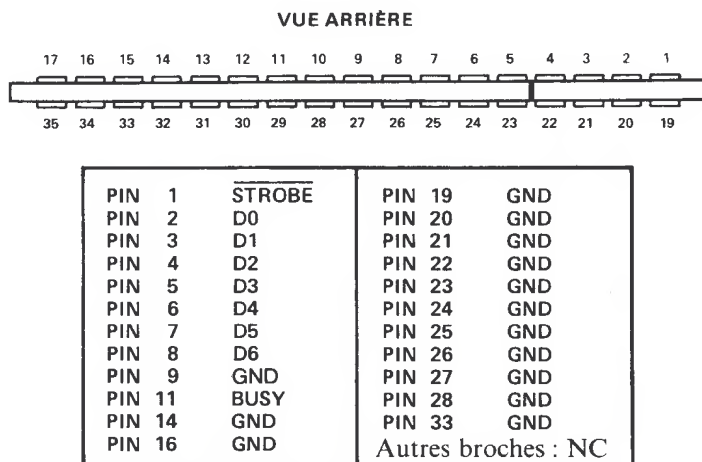 VUE ARRIÈRE
17 16 15 14 13 12 11 10 9 8 7 6 5 4 3 2 1
35 34 33 32 31 30 29 28 27 26 25 24 23 22 21 20 19
PIN 1 STROBE
PIN 2 D0
PIN 3 D1
PIN 4 D2
PIN 5 D3
PIN 6 D4
PIN 7 D5
PIN 8 D6
PIN 9 GND
PIN 11 BUSY
PIN 14 GND
PIN 16 GND
PIN 19 GND
PIN 20 GND
PIN 21 GND
PIN 22 GND
PIN 23 GND
PIN 24 GND
PIN 25 GND
PIN 26 GND
PIN 27 GND
PIN 28 GND
PIN 33 GND
Autres broches : NC